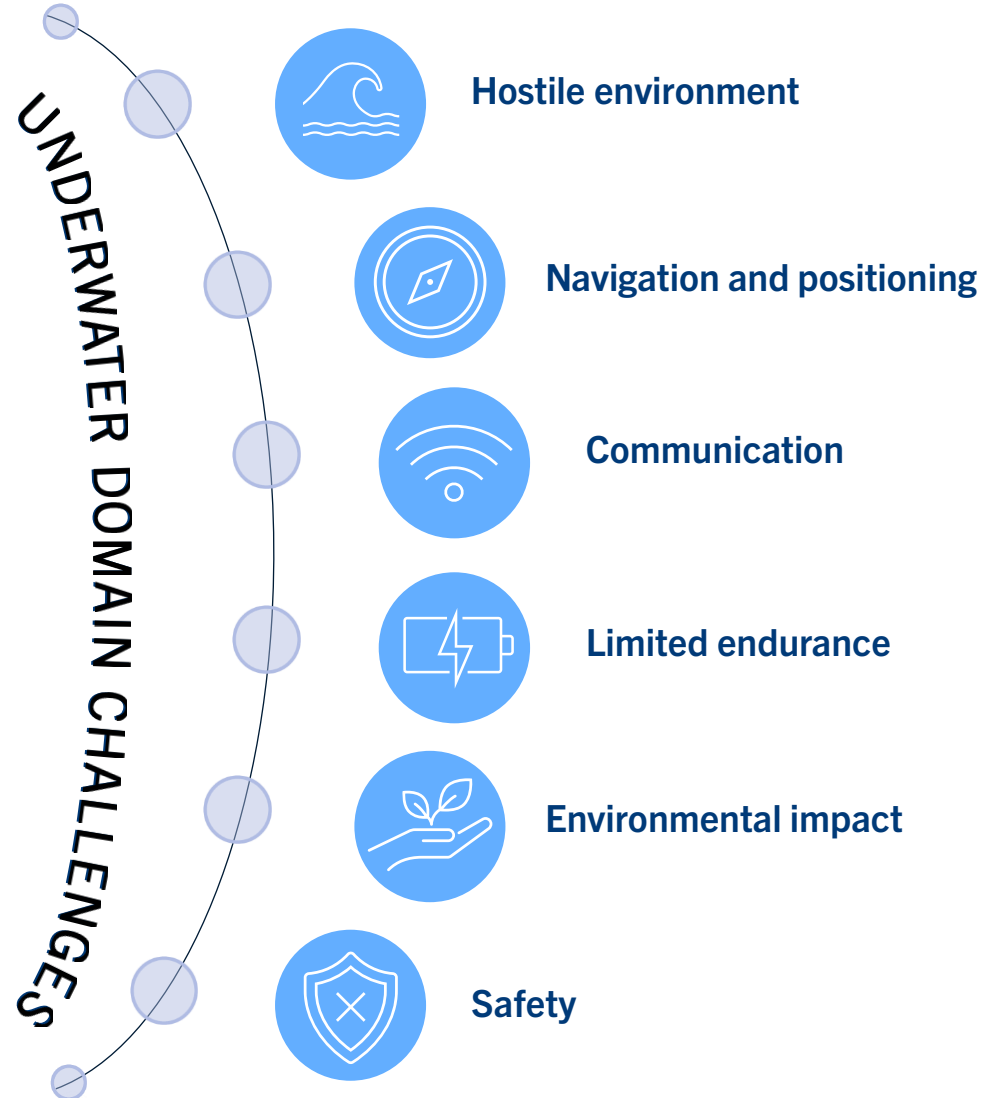 UNDERWATER DOMAIN CHALLENGES
Hostile environment
Navigation and positioning
Communication
Limited endurance
Environmental impact
Safety